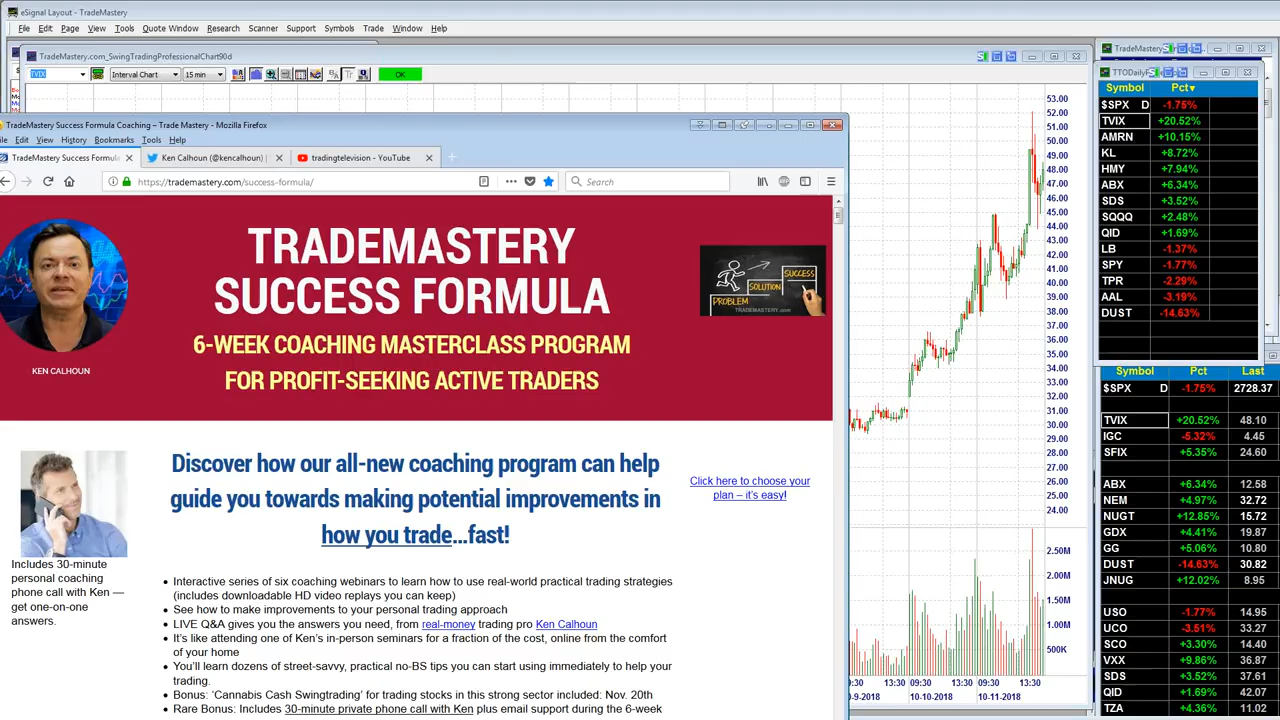 eSignal Layout - TradeMastery
File Edit Page View Tools Quote Window Research Scanner Support Symbols Trade Window Help
TradeMastery.com_SwingTradingProfessionalChart90d
TVIX Interval Chart 15 min OK
TradeMastery Success Formula Coaching – Trade Mastery - Mozilla Firefox
Edit View History Bookmarks Tools Help
TradeMastery Success Formula
Ken Calhoun (@kencalhoun) |
tradingtelevision - YouTube
https://trademastery.com/success-formula/
Search
KEN CALHOUN
TRADEMASTERY
SUCCESS FORMULA
6-WEEK COACHING MASTERCLASS PROGRAM
FOR PROFIT-SEEKING ACTIVE TRADERS
PROBLEM
SOLUTION
SUCCESS
TRADEMASTERY.com
Discover how our all-new coaching program can help
guide you towards making potential improvements in
how you trade...fast!
Click here to choose your
plan – it's easy!
Includes 30-minute
personal coaching
phone call with Ken —
get one-on-one
answers.
• Interactive series of six coaching webinars to learn how to use real-world practical trading strategies
(includes downloadable HD video replays you can keep)
• See how to make improvements to your personal trading approach
• LIVE Q&A gives you the answers you need, from real-money trading pro Ken Calhoun
• It's like attending one of Ken's in-person seminars for a fraction of the cost, online from the comfort
of your home
• You'll learn dozens of street-savvy, practical no-BS tips you can start using immediately to help your
trading.
• Bonus: 'Cannabis Cash Swingtrading' for trading stocks in this strong sector included: Nov. 20th
• Rare Bonus: Includes 30-minute private phone call with Ken plus email support during the 6-week
53.00
52.00
51.00
50.00
49.00
48.00
47.00
46.00
45.00
44.00
43.00
42.00
41.00
40.00
39.00
38.00
37.00
36.00
35.00
34.00
33.00
32.00
31.00
30.00
29.00
28.00
27.00
26.00
25.00
24.00
2.50M
2.00M
1.50M
1.00M
500K
:30 13:30 09:30 13:30 09:30 13:30
-9-2018 10-10-2018 10-11-2018
TradeMastery
TTODaily
Symbol Pct
$SPX D -1.75%
TVIX +20.52%
AMRN +10.15%
KL +8.72%
HMY +7.94%
ABX +6.34%
SDS +3.52%
SQQQ +2.48%
QID +1.69%
LB -1.37%
SPY -1.77%
TPR -2.29%
AAL -3.19%
DUST -14.63%
Symbol Pct Last
$SPX D -1.75% 2728.37
TVIX +20.52% 48.10
IGC -5.32% 4.45
SFIX +5.35% 24.60
ABX +6.34% 12.58
NEM +4.97% 32.72
NUGT +12.85% 15.72
GDX +4.41% 19.87
GG +5.06% 10.80
DUST -14.63% 30.82
JNUG +12.02% 8.95
USO -1.77% 14.95
UCO -3.51% 33.27
SCO +3.30% 14.40
VXX +9.86% 36.87
SDS +3.52% 37.61
QID +1.69% 42.07
TZA +4.36% 11.02